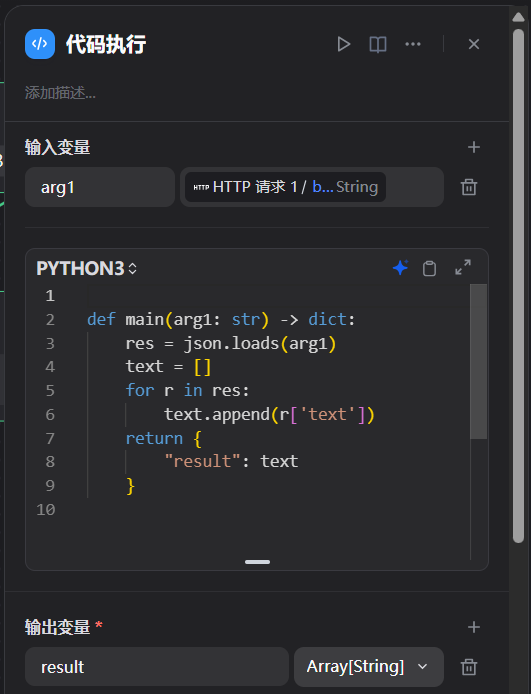 代码执行
添加描述...
输入变量
arg1
HTTP HTTP 请求 1 / b... String
PYTHON3
1
2 def main(arg1: str) -> dict:
3 res = json.loads(arg1)
4 text = []
5 for r in res:
6 text.append(r['text'])
7 return {
8 "result": text
9 }
10
输出变量 *
result
Array[String]